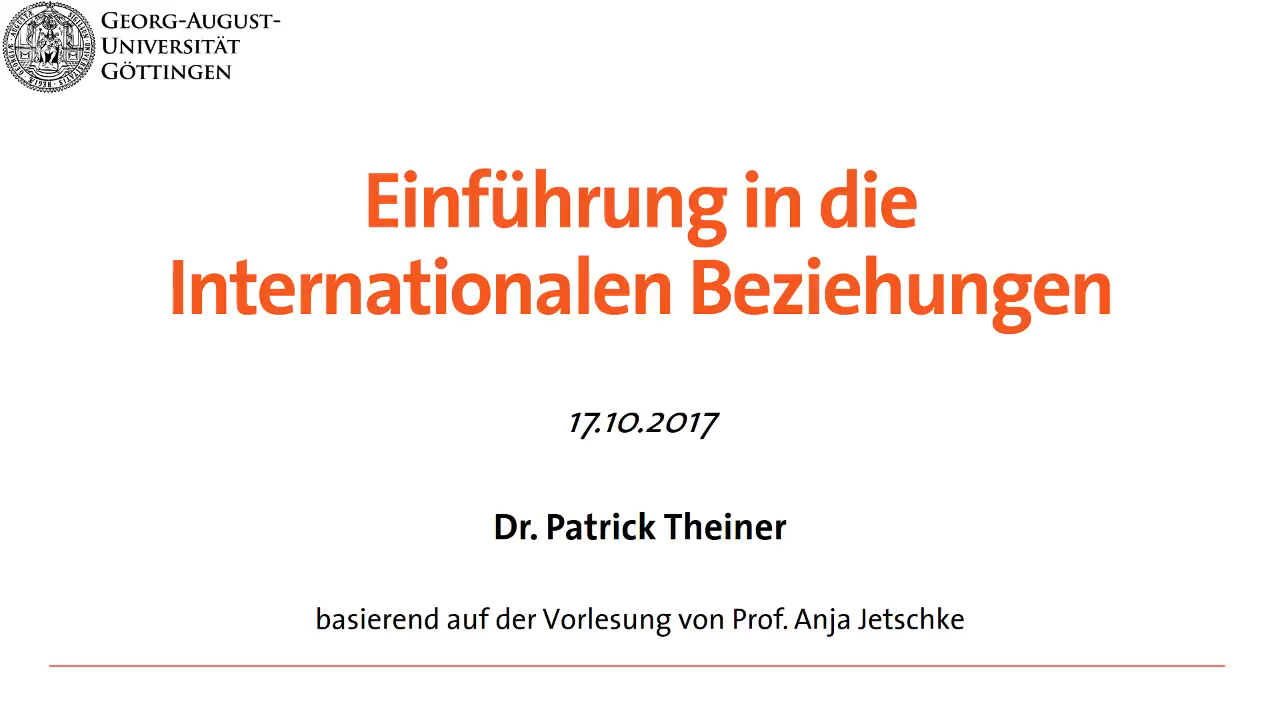 GEORG-AUGUST-
UNIVERSITÄT
GÖTTINGEN
Einführung in die
Internationalen Beziehungen
17.10.2017
Dr. Patrick Theiner
basierend auf der Vorlesung von Prof. Anja Jetschke